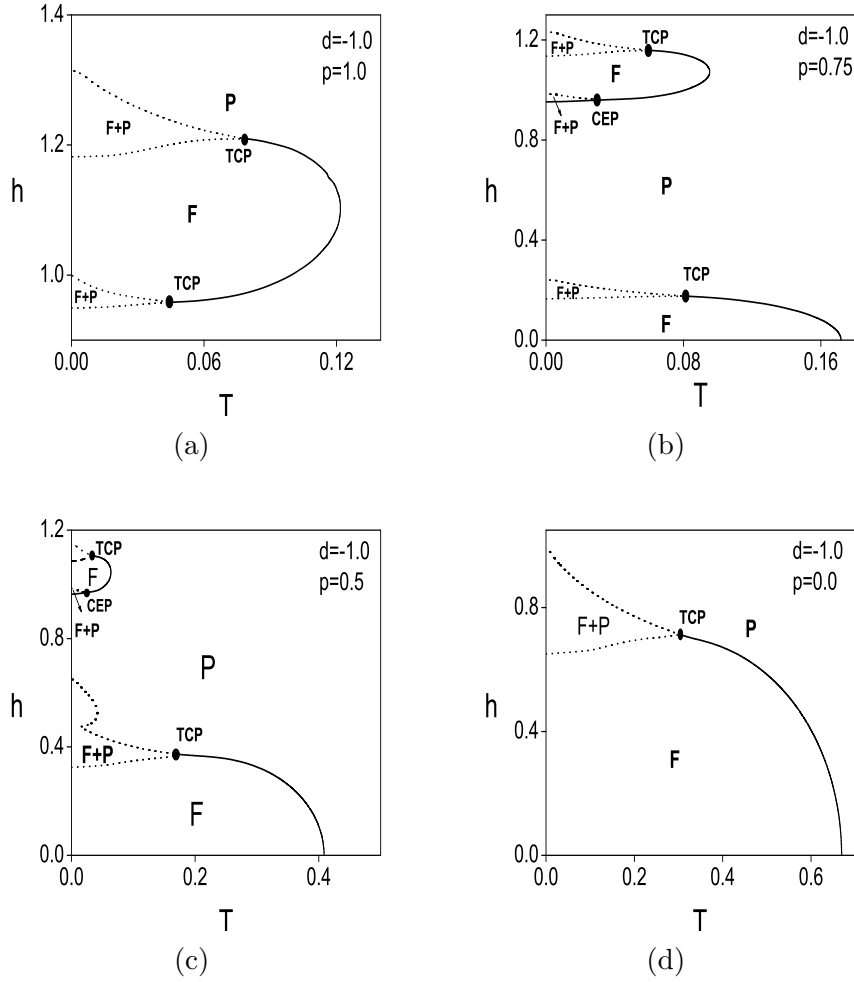 1.4
1.2
1.0
h
0.00
0.06
0.12
T
d=-1.0
p=1.0
P
F+P
TCP
F
TCP
F+P
(a)
1.2
0.8
0.4
0.0
h
0.00
0.08
0.16
T
d=-1.0
p=0.75
TCP
F+P
F
CEP
F+P
P
TCP
F+P
F
(b)
1.2
0.8
0.4
0.0
h
0.0
0.2
0.4
T
d=-1.0
p=0.5
TCP
F
CEP
F+P
P
TCP
F+P
F
(c)
0.8
0.4
0.0
h
0.0
0.2
0.4
0.6
T
d=-1.0
p=0.0
TCP
P
F+P
F
(d)